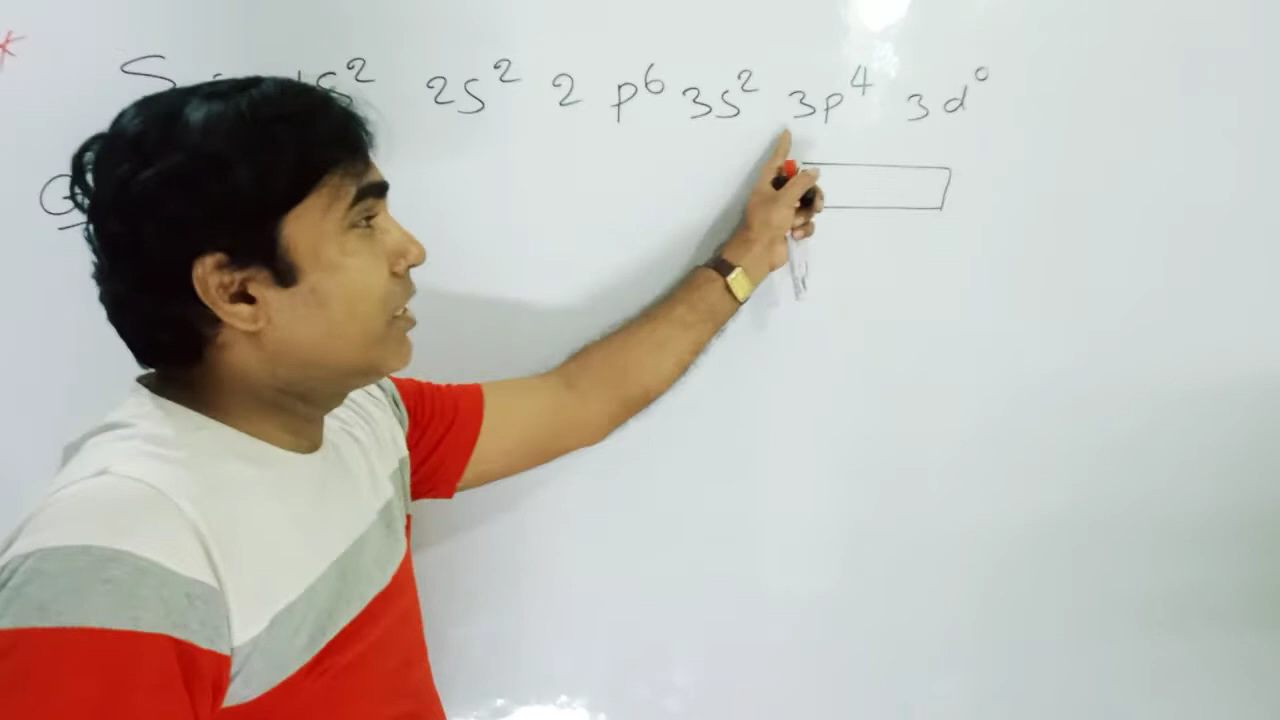 S 1s² 2s² 2p⁶ 3s² 3p⁴ 3d⁰